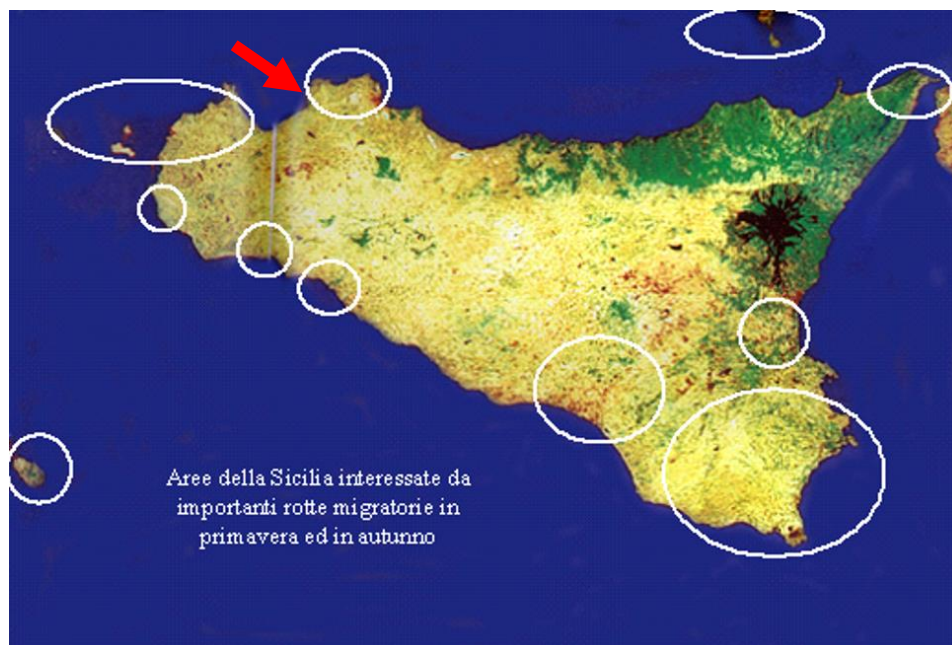 Aree della Sicilia interessate da
importanti rotte migratorie in
primavera ed in autunno